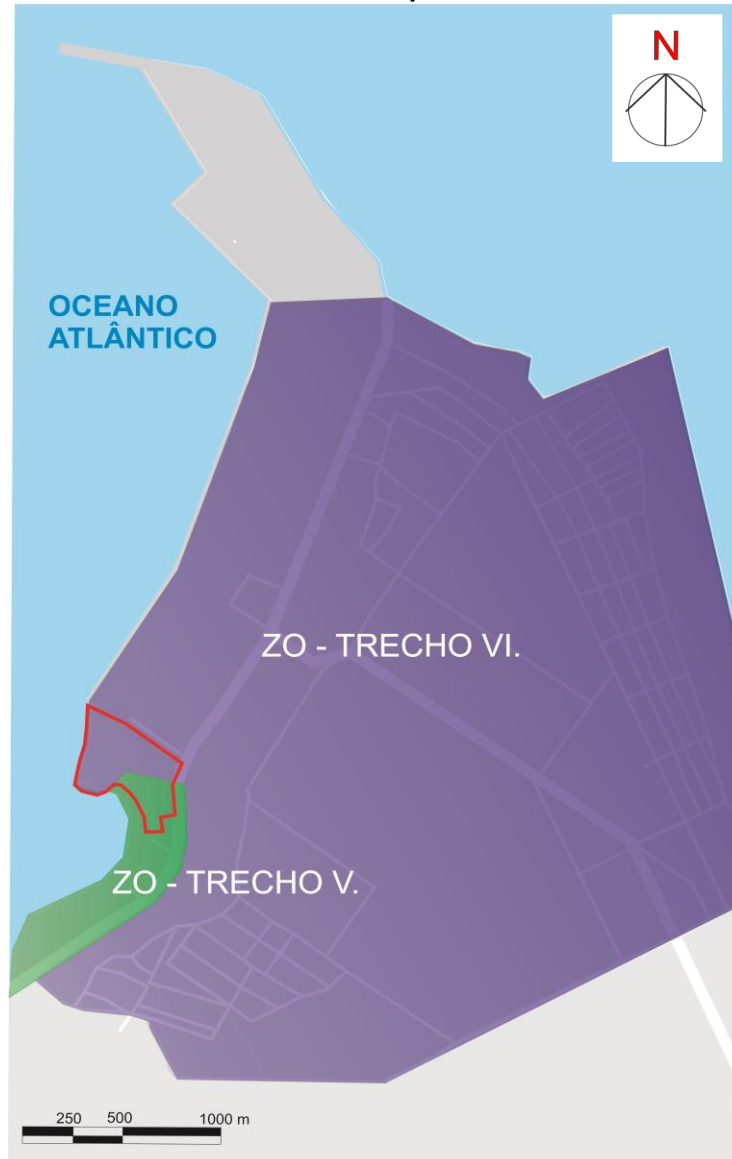 N
OCEANO
ATLÂNTICO
ZO - TRECHO VI.
ZO - TRECHO V.
250 500 1000 m